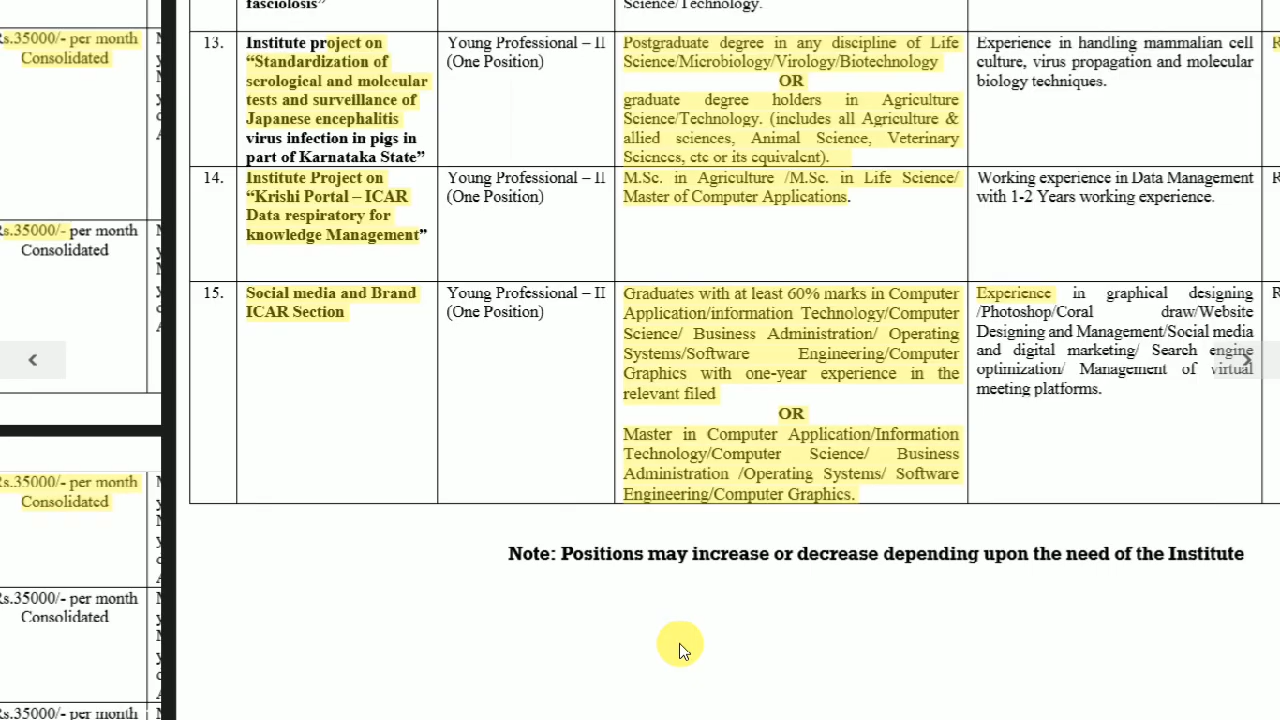 fasciolosis”
Science/Technology.
s.35000/- per month
Consolidated
s.35000/- per month
Consolidated
s.35000/- per month
Consolidated
s.35000/- per month
Consolidated
s.35000/- per month
13.
Institute project on
“Standardization of
serological and molecular
tests and surveillance of
Japanese encephalitis
virus infection in pigs in
part of Karnataka State”
Young Professional – II
(One Position)
Postgraduate degree in any discipline of Life
Science/Microbiology/Virology/Biotechnology
OR
graduate degree holders in Agriculture
Science/Technology. (includes all Agriculture &
allied sciences, Animal Science, Veterinary
Sciences, etc or its equivalent).
Experience in handling mammalian cell
culture, virus propagation and molecular
biology techniques.
14.
Institute Project on
“Krishi Portal – ICAR
Data respiratory for
knowledge Management”
Young Professional – II
(One Position)
M.Sc. in Agriculture /M.Sc. in Life Science/
Master of Computer Applications.
Working experience in Data Management
with 1-2 Years working experience.
15.
Social media and Brand
ICAR Section
Young Professional – II
(One Position)
Graduates with at least 60% marks in Computer
Application/information Technology/Computer
Science/ Business Administration/ Operating
Systems/Software Engineering/Computer
Graphics with one-year experience in the
relevant filed
OR
Master in Computer Application/Information
Technology/Computer Science/ Business
Administration /Operating Systems/ Software
Engineering/Computer Graphics.
Experience in graphical designing
/Photoshop/Coral draw/Website
Designing and Management/Social media
and digital marketing/ Search engine
optimization/ Management of virtual
meeting platforms.
Note: Positions may increase or decrease depending upon the need of the Institute